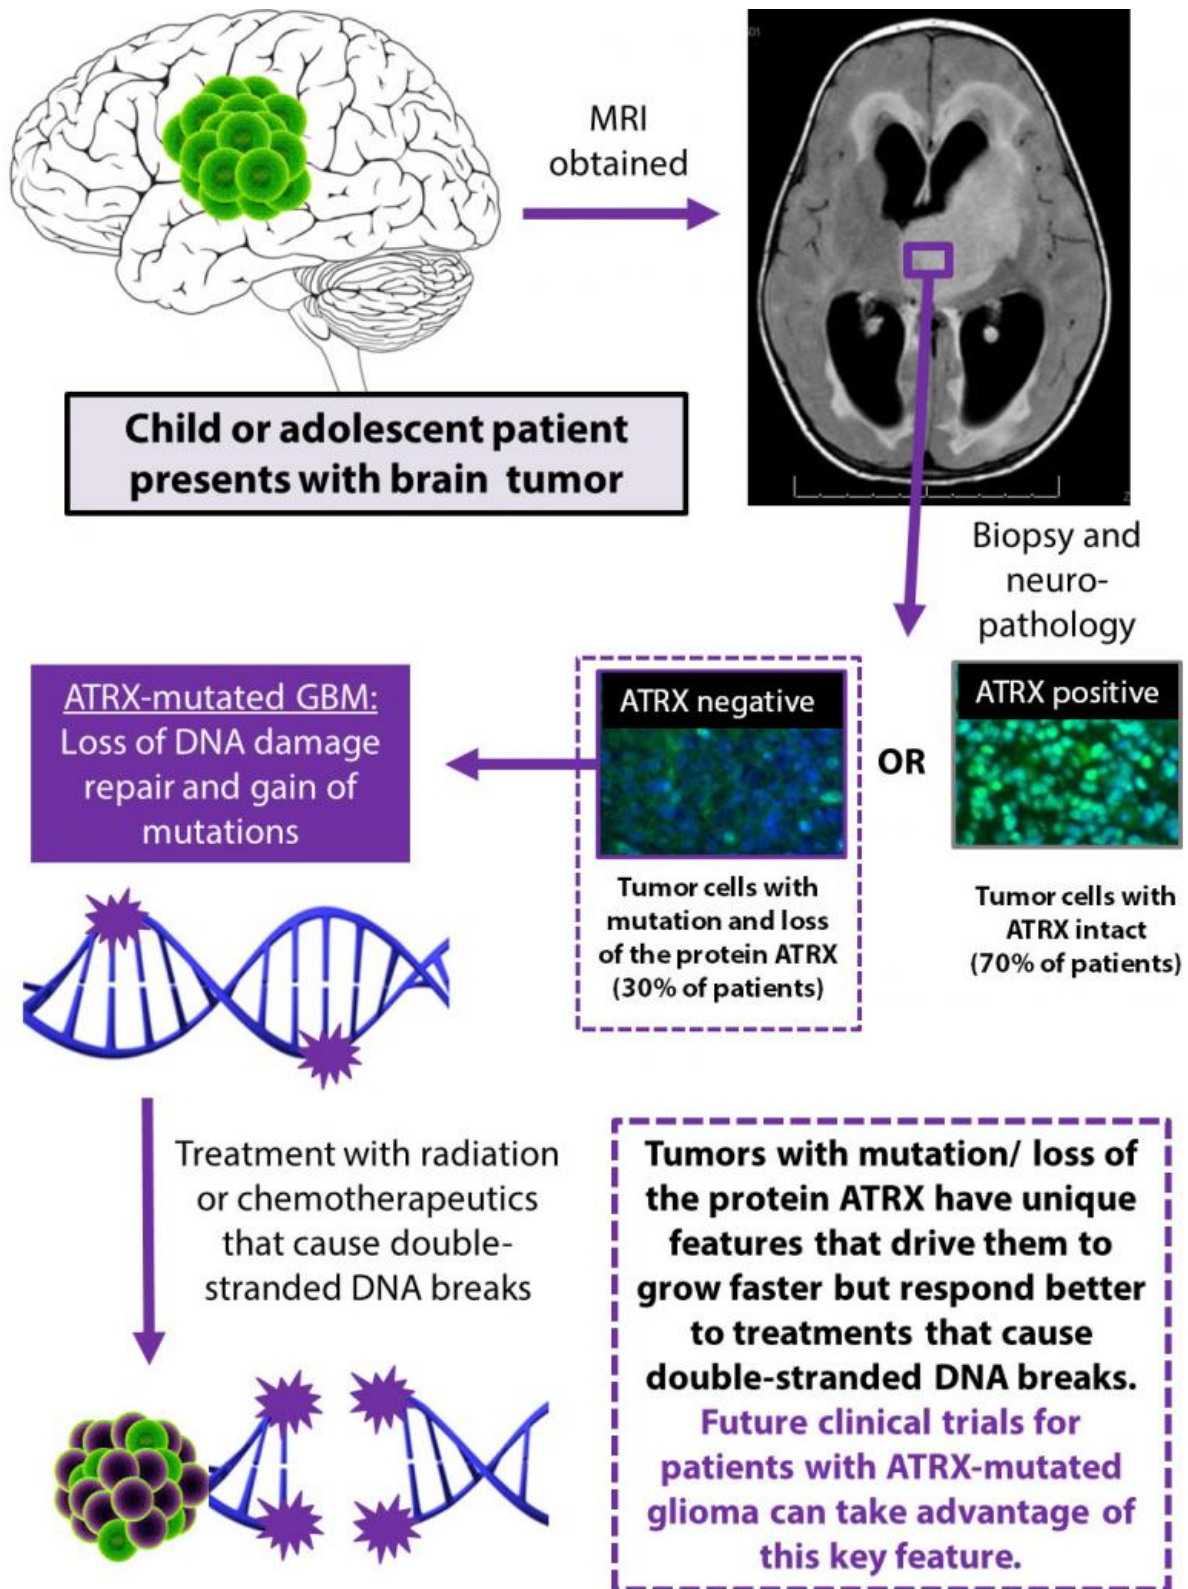 MRI
obtained
Child or adolescent patient
presents with brain tumor
Biopsy and
neuro-
pathology
ATRX-mutated GBM:
Loss of DNA damage
repair and gain of
mutations
ATRX negative
OR
ATRX positive
Tumor cells with
mutation and loss
of the protein ATRX
(30% of patients)
Tumor cells with
ATRX intact
(70% of patients)
Treatment with radiation
or chemotherapeutics
that cause double-
stranded DNA breaks
Tumors with mutation/ loss of
the protein ATRX have unique
features that drive them to
grow faster but respond better
to treatments that cause
double-stranded DNA breaks.
Future clinical trials for
patients with ATRX-mutated
glioma can take advantage of
this key feature.